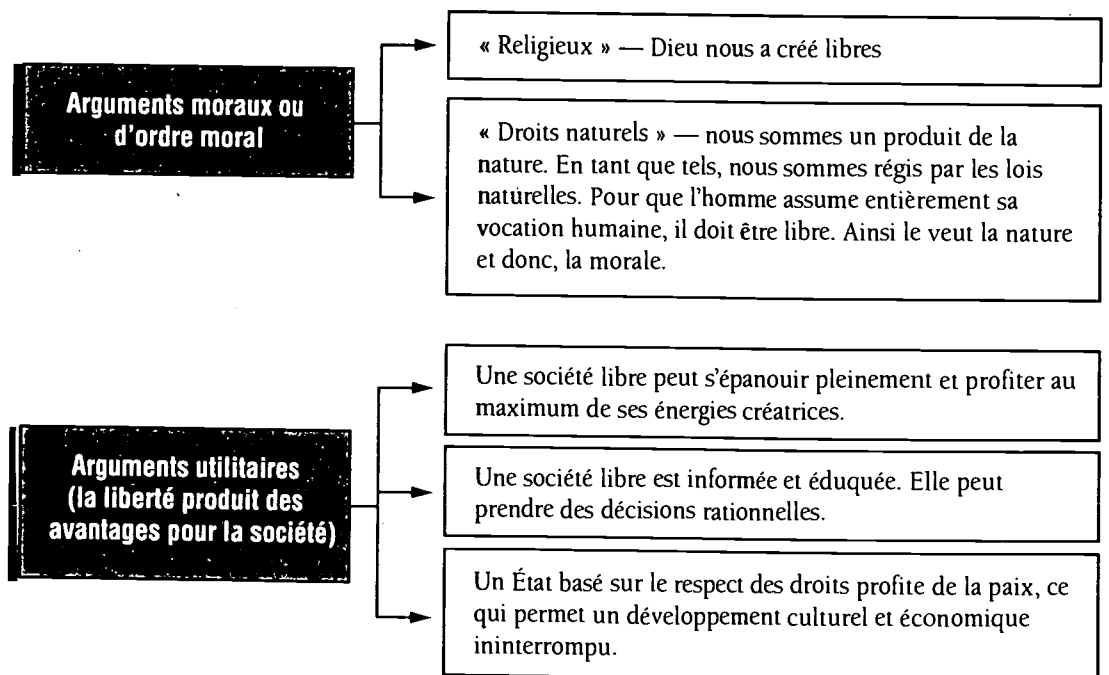 Arguments moraux ou
d'ordre moral
« Religieux » — Dieu nous a créé libres
« Droits naturels » — nous sommes un produit de la
nature. En tant que tels, nous sommes régis par les lois
naturelles. Pour que l'homme assume entièrement sa
vocation humaine, il doit être libre. Ainsi le veut la nature
et donc, la morale.
Arguments utilitaires
(la liberté produit des
avantages pour la société)
Une société libre peut s'épanouir pleinement et profiter au
maximum de ses énergies créatrices.
Une société libre est informée et éduquée. Elle peut
prendre des décisions rationnelles.
Un État basé sur le respect des droits profite de la paix, ce
qui permet un développement culturel et économique
ininterrompu.